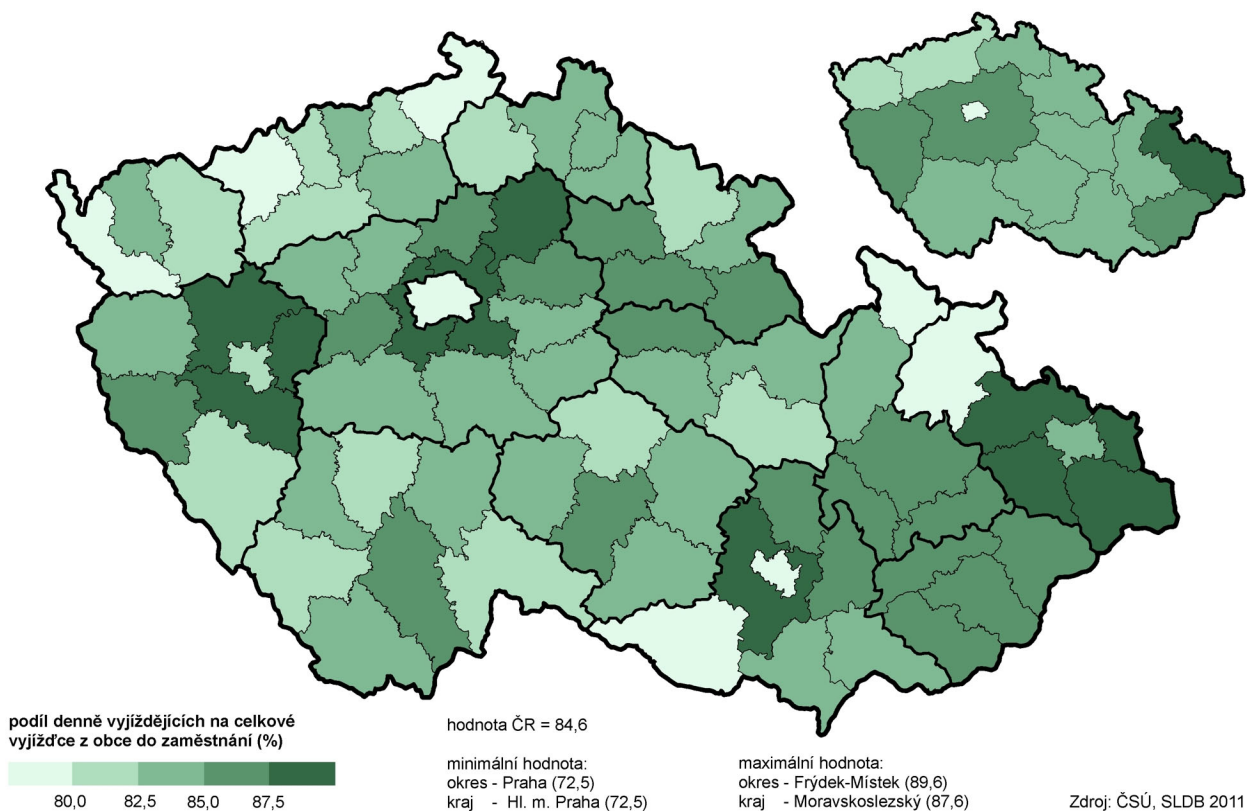 podíl denně vyjíždějících na celkové
vyjížďce z obce do zaměstnání (%)
80,0 82,5 85,0 87,5
hodnota ČR = 84,6
minimální hodnota:
okres - Praha (72,5)
kraj - Hl. m. Praha (72,5)
maximální hodnota:
okres - Frýdek-Místek (89,6)
kraj - Moravskoslezský (87,6)
Zdroj: ČSÚ, SLDB 2011